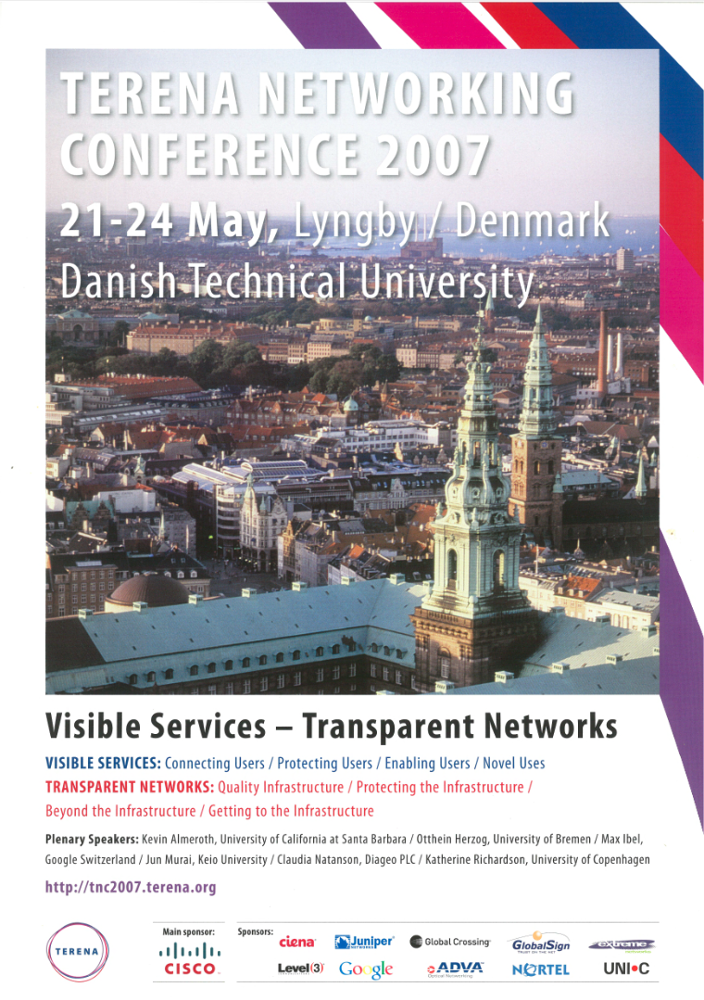 TERENA NETWORKING
CONFERENCE 2007
21-24 May, Lyngby / Denmark
Danish Technical University
Visible Services – Transparent Networks
VISIBLE SERVICES: Connecting Users / Protecting Users / Enabling Users / Novel Uses
TRANSPARENT NETWORKS: Quality Infrastructure / Protecting the Infrastructure /
Beyond the Infrastructure / Getting to the Infrastructure
Plenary Speakers: Kevin Almeroth, University of California at Santa Barbara / Otthein Herzog, University of Bremen / Max Ibel,
Google Switzerland / Jun Murai, Keio University / Claudia Natanson, Diageo PLC / Katherine Richardson, University of Copenhagen
http://tnc2007.terena.org
TERENA
Main sponsor:
CISCO
Sponsors:
ciena
Juniper
NETWORKS
Global Crossing
GlobalSign
TRUST ON THE NET
extreme
networks
Level(3)
Google
ADVA
Optical Networking
NORTEL
UNI•C